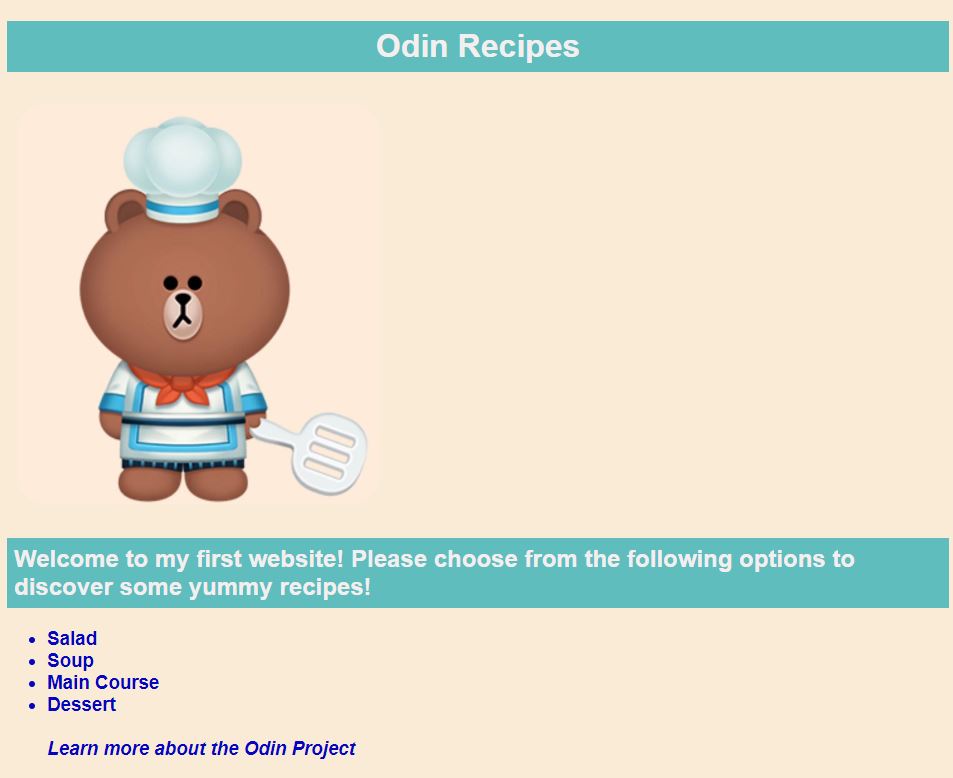 Odin Recipes
Welcome to my first website! Please choose from the following options to
discover some yummy recipes!
Salad
Soup
Main Course
Dessert
Learn more about the Odin Project